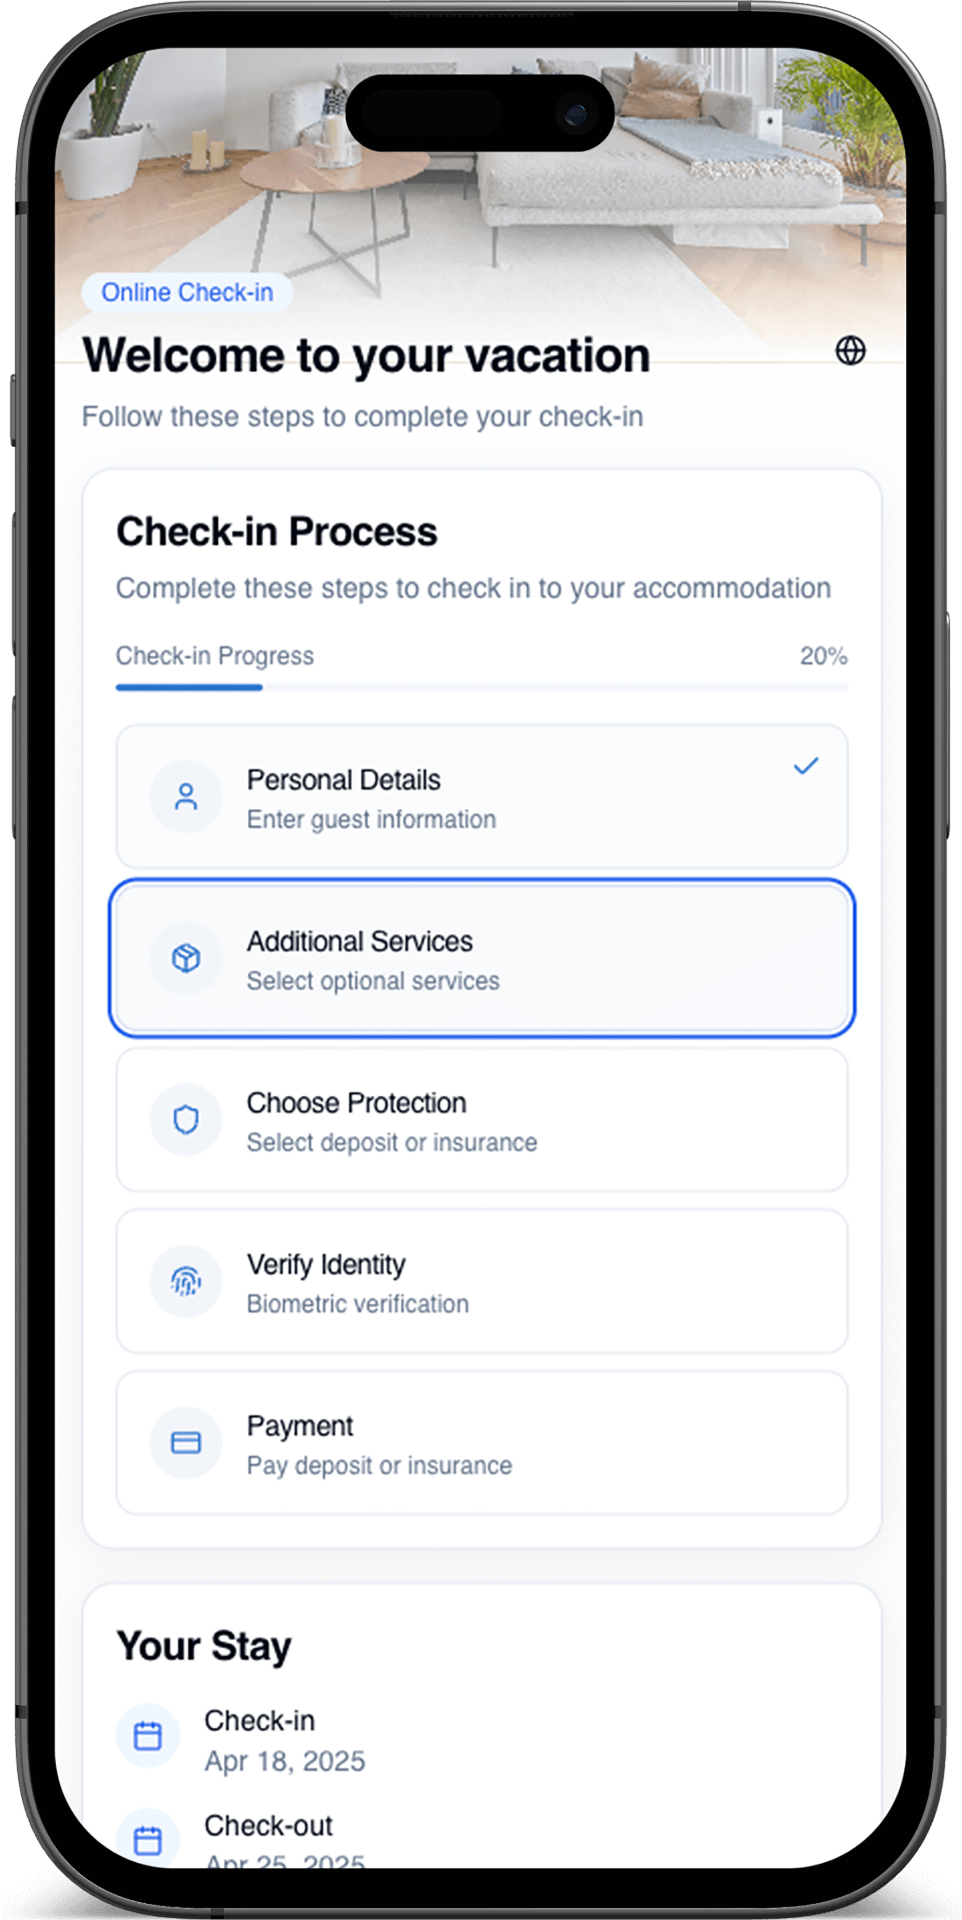 Online Check-in
Welcome to your vacation
Follow these steps to complete your check-in
Check-in Process
Complete these steps to check in to your accommodation
Check-in Progress 20%
Personal Details
Enter guest information
Additional Services
Select optional services
Choose Protection
Select deposit or insurance
Verify Identity
Biometric verification
Payment
Pay deposit or insurance
Your Stay
Check-in
Apr 18, 2025
Check-out
Apr 25, 2025